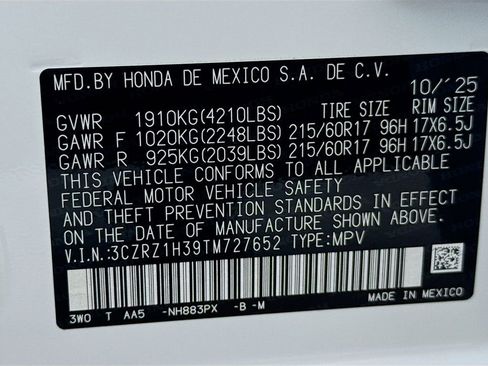 MFD.BY HONDA DE MEXICO S.A. DE C.V. 10/'25
GVWR 1910KG(4210LBS) TIRE SIZE RIM SIZE
GAWR F 1020KG(2248LBS) 215/60R17 96H 17X6.5J
GAWR R 925KG(2039LBS) 215/60R17 96H 17X6.5J
THIS VEHICLE CONFORMS TO ALL APPLICABLE
FEDERAL MOTOR VEHICLE SAFETY
AND THEFT PREVENTION STANDARDS IN EFFECT
ON THE DATE OF MANUFACTURE SHOWN ABOVE.
V.I.N.:3CZRZ1H39TM727652 TYPE:MPV
3W0 T AA5 -NH883PX -B -M MADE IN MEXICO